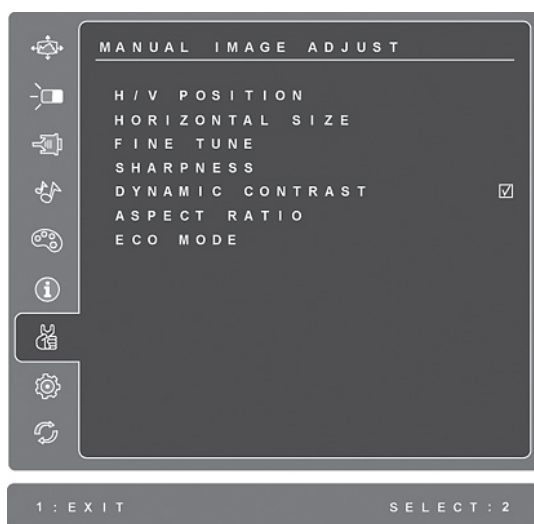 MANUAL IMAGE ADJUST
H/V POSITION
HORIZONTAL SIZE
FINE TUNE
SHARPNESS
DYNAMIC CONTRAST
ASPECT RATIO
ECO MODE
1:EXIT SELECT:2